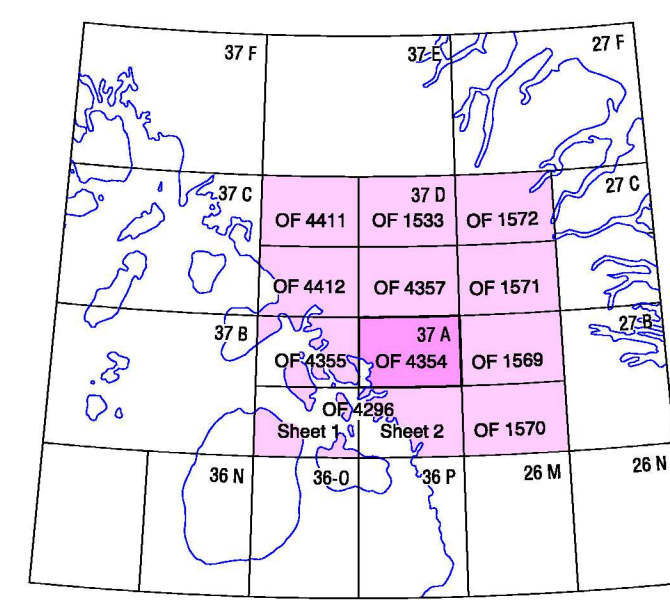 37 F
37 E
27 F
37 C
37 D
27 C
OF 4411
OF 1533
OF 1572
OF 4412
OF 4357
OF 1571
37 B
37 A
27 B
OF 4355
OF 4354
OF 1569
OF 4296
Sheet 1
Sheet 2
OF 1570
36 N
36-O
36 P
26 M
26 N